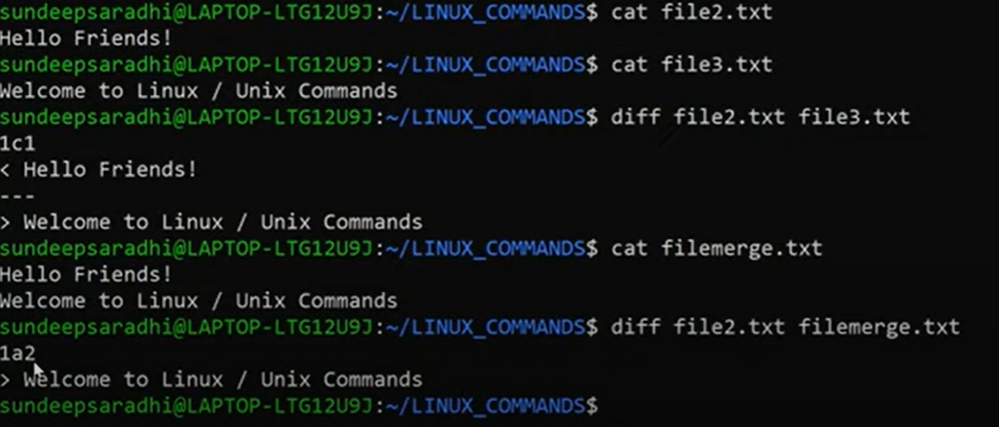 sundeepsaradhi@LAPTOP-LTG12U9J:~/LINUX_COMMANDS$ cat file2.txt
Hello Friends!
sundeepsaradhi@LAPTOP-LTG12U9J:~/LINUX_COMMANDS$ cat file3.txt
Welcome to Linux / Unix Commands
sundeepsaradhi@LAPTOP-LTG12U9J:~/LINUX_COMMANDS$ diff file2.txt file3.txt
1c1
< Hello Friends!
---
> Welcome to Linux / Unix Commands
sundeepsaradhi@LAPTOP-LTG12U9J:~/LINUX_COMMANDS$ cat filemerge.txt
Hello Friends!
Welcome to Linux / Unix Commands
sundeepsaradhi@LAPTOP-LTG12U9J:~/LINUX_COMMANDS$ diff file2.txt filemerge.txt
1a2
> Welcome to Linux / Unix Commands
sundeepsaradhi@LAPTOP-LTG12U9J:~/LINUX_COMMANDS$